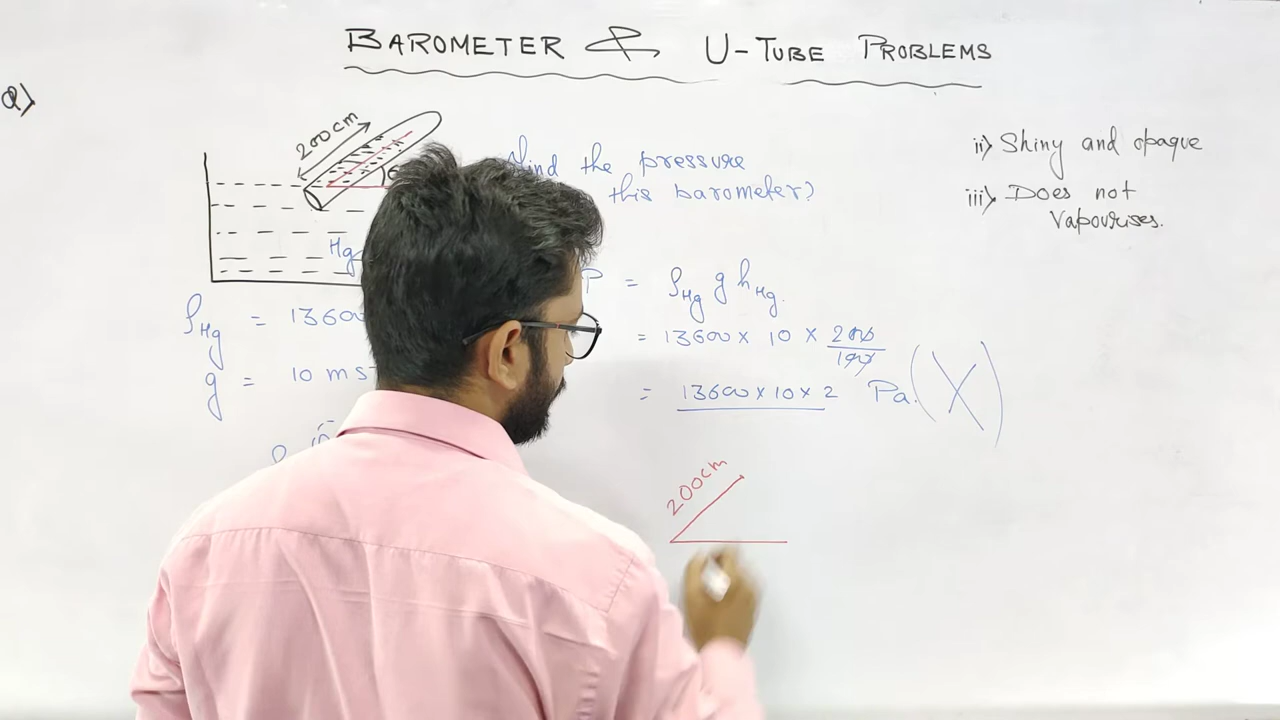 BAROMETER & U-TUBE PROBLEMS
Q)
200cm
find the pressure
this barometer?
Hg
ii) Shiny and opaque
iii) Does not
Vapourises.
ρHg = 13600
g = 10 ms
P = ρHg g hHg.
= 13600 × 10 × 200/100
= 13600 × 10 × 2 Pa. (X)
200cm